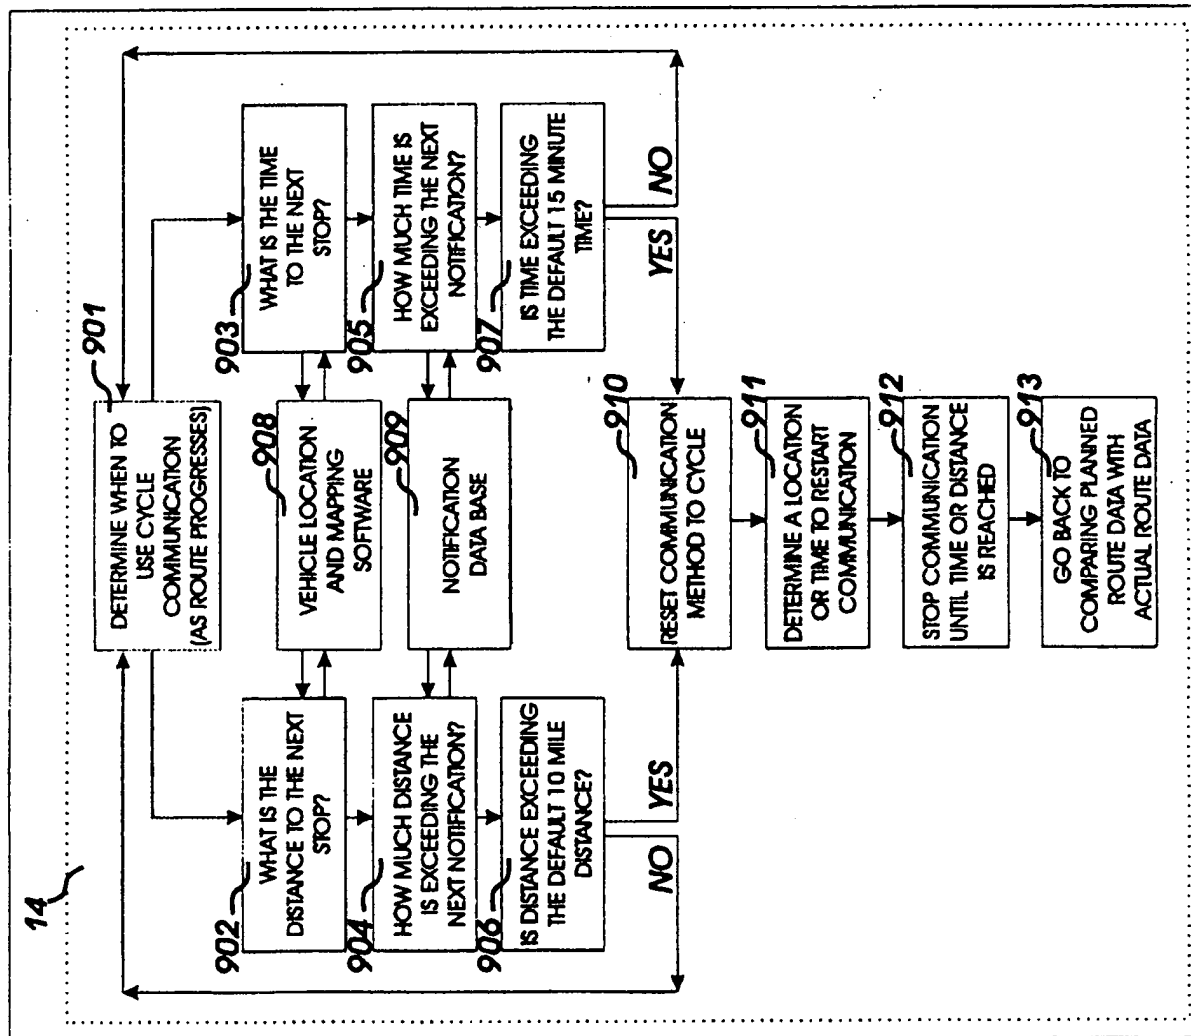 14
901
DETERMINE WHEN TO
USE CYCLE
COMMUNICATION
(AS ROUTE PROGRESSES)
902
WHAT IS THE
DISTANCE TO THE NEXT
STOP?
908
VEHICLE LOCATION
AND MAPPING
SOFTWARE
903
WHAT IS THE TIME
TO THE NEXT
STOP?
904
HOW MUCH DISTANCE
IS EXCEEDING THE
NEXT NOTIFICATION?
909
NOTIFICATION
DATA BASE
905
HOW MUCH TIME IS
EXCEEDING THE NEXT
NOTIFICATION?
906
IS DISTANCE EXCEEDING
THE DEFAULT 10 MILE
DISTANCE?
907
IS TIME EXCEEDING
THE DEFAULT 15 MINUTE
TIME?
NO
YES
YES
NO
910
RESET COMMUNICATION
METHOD TO CYCLE
911
DETERMINE A LOCATION
OR TIME TO RESTART
COMMUNICATION
912
STOP COMMUNICATION
UNTIL TIME OR DISTANCE
IS REACHED
913
GO BACK TO
COMPARING PLANNED
ROUTE DATA WITH
ACTUAL ROUTE DATA